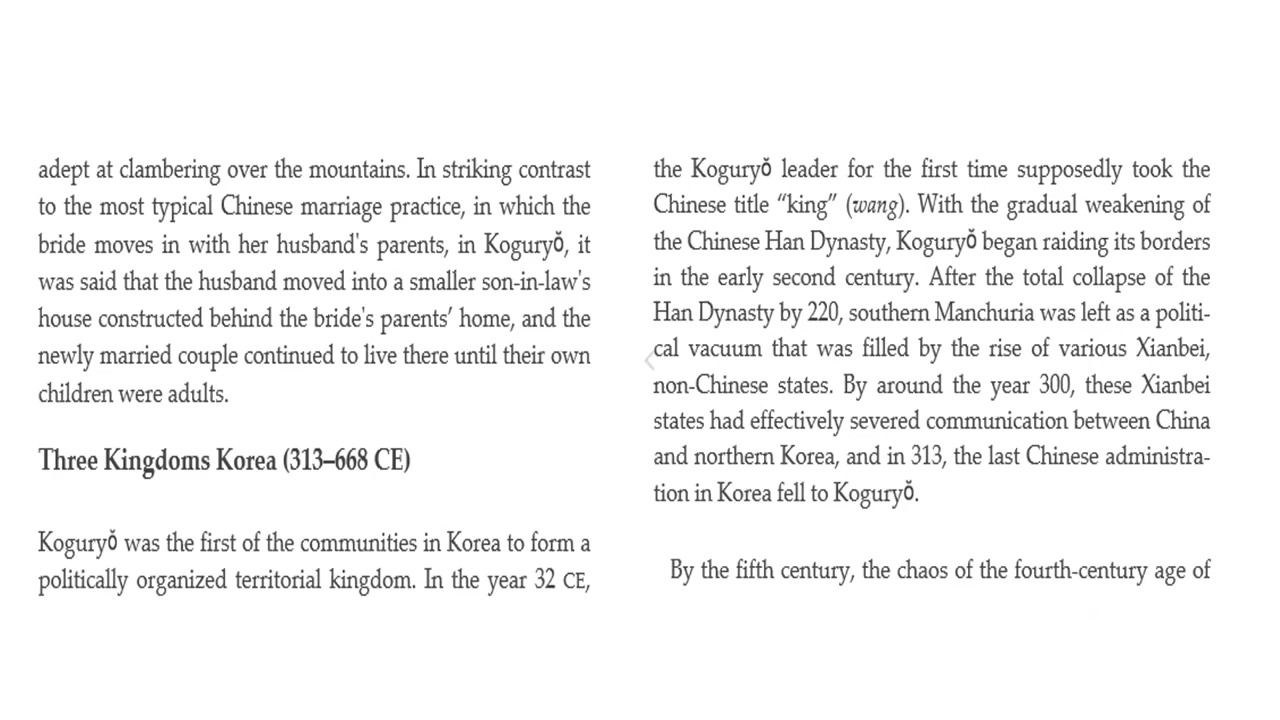 adept at clambering over the mountains. In striking contrast
to the most typical Chinese marriage practice, in which the
bride moves in with her husband's parents, in Koguryŏ, it
was said that the husband moved into a smaller son-in-law's
house constructed behind the bride's parents’ home, and the
newly married couple continued to live there until their own
children were adults.
Three Kingdoms Korea (313–668 CE)
Koguryŏ was the first of the communities in Korea to form a
politically organized territorial kingdom. In the year 32 CE,
the Koguryŏ leader for the first time supposedly took the
Chinese title “king” (wang). With the gradual weakening of
the Chinese Han Dynasty, Koguryŏ began raiding its borders
in the early second century. After the total collapse of the
Han Dynasty by 220, southern Manchuria was left as a politi-
cal vacuum that was filled by the rise of various Xianbei,
non-Chinese states. By around the year 300, these Xianbei
states had effectively severed communication between China
and northern Korea, and in 313, the last Chinese administra-
tion in Korea fell to Koguryŏ.
By the fifth century, the chaos of the fourth-century age of